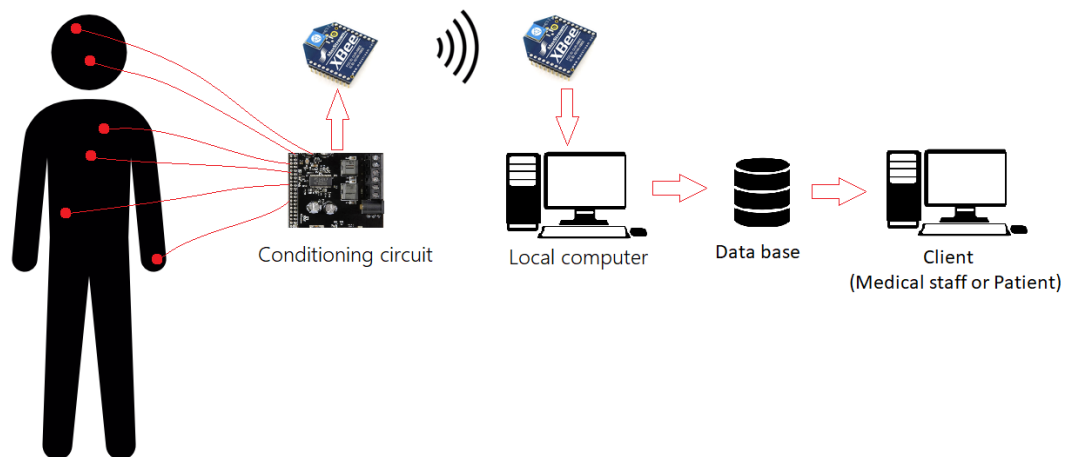 XBee
XBee
Conditioning circuit
Local computer
Data base
Client
(Medical staff or Patient)